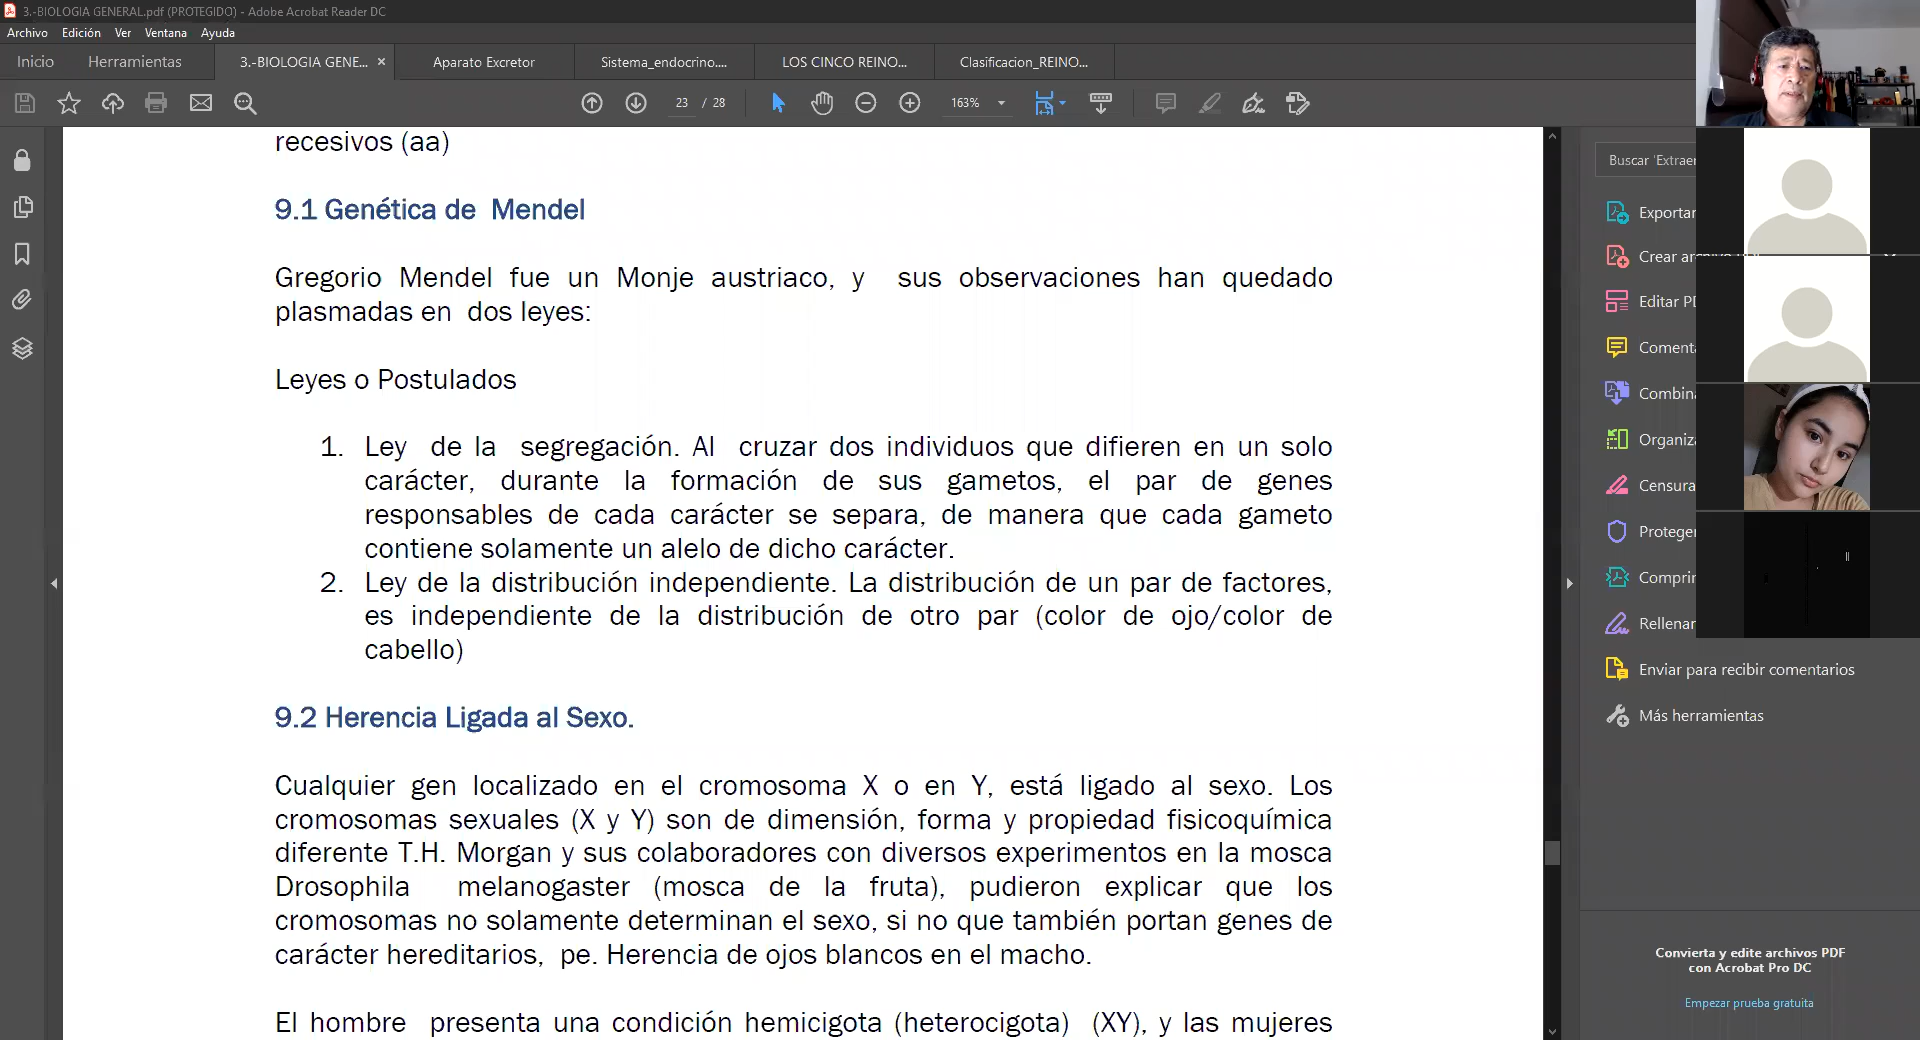 3.-BIOLOGIA GENERAL.pdf (PROTEGIDO) - Adobe Acrobat Reader DC
Archivo Edición Ver Ventana Ayuda
Inicio Herramientas 3.-BIOLOGIA GENE... × Aparato Excretor Sistema_endocrino.... LOS CINCO REINO... Clasificacion_REINO...
23 / 28 163%
recesivos (aa)
9.1 Genética de Mendel
Gregorio Mendel fue un Monje austriaco, y sus observaciones han quedado
plasmadas en dos leyes:
Leyes o Postulados
1. Ley de la segregación. Al cruzar dos individuos que difieren en un solo
carácter, durante la formación de sus gametos, el par de genes
responsables de cada carácter se separa, de manera que cada gameto
contiene solamente un alelo de dicho carácter.
2. Ley de la distribución independiente. La distribución de un par de factores,
es independiente de la distribución de otro par (color de ojo/color de
cabello)
9.2 Herencia Ligada al Sexo.
Cualquier gen localizado en el cromosoma X o en Y, está ligado al sexo. Los
cromosomas sexuales (X y Y) son de dimensión, forma y propiedad fisicoquímica
diferente T.H. Morgan y sus colaboradores con diversos experimentos en la mosca
Drosophila melanogaster (mosca de la fruta), pudieron explicar que los
cromosomas no solamente determinan el sexo, si no que también portan genes de
carácter hereditarios, pe. Herencia de ojos blancos en el macho.
El hombre presenta una condición hemicigota (heterocigota) (XY), y las mujeres
Buscar 'Extraer
Exportar
Crear
Editar
Comenta
Combina
Organiza
Censura
Proteger
Comprir
Rellenar
Enviar para recibir comentarios
Más herramientas
Convierta y edite archivos PDF
con Acrobat Pro DC
Empezar prueba gratuita